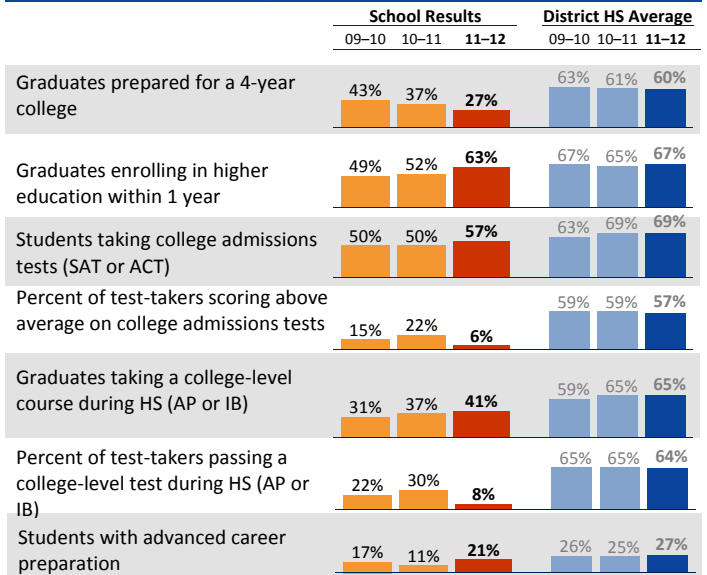 School Results District HS Average
09–10 10–11 11–12 09–10 10–11 11–12
Graduates prepared for a 4-year
college
43% 37% 27% 63% 61% 60%
Graduates enrolling in higher
education within 1 year
49% 52% 63% 67% 65% 67%
Students taking college admissions
tests (SAT or ACT)
50% 50% 57% 63% 69% 69%
Percent of test-takers scoring above
average on college admissions tests
15% 22% 6% 59% 59% 57%
Graduates taking a college-level
course during HS (AP or IB)
31% 37% 41% 59% 65% 65%
Percent of test-takers passing a
college-level test during HS (AP or
IB)
22% 30% 8% 65% 65% 64%
Students with advanced career
preparation
17% 11% 21% 26% 25% 27%